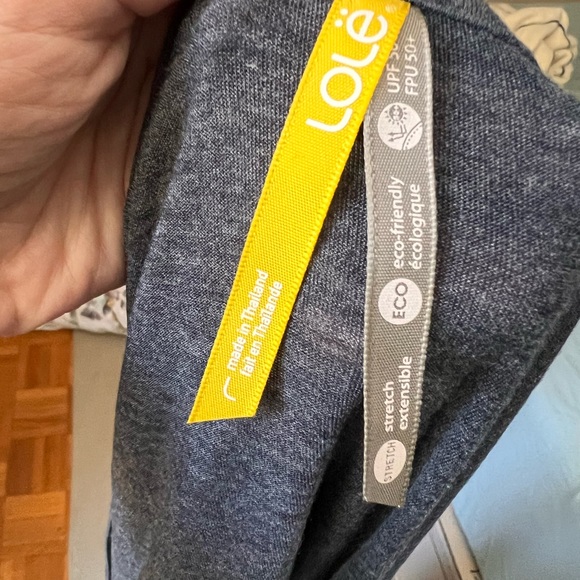 LOLË
made in Thailand
fait en Thaïlande
UPF 50+
FPU 50+
ECO
eco-friendly
écologique
STRETCH
stretch
extensible